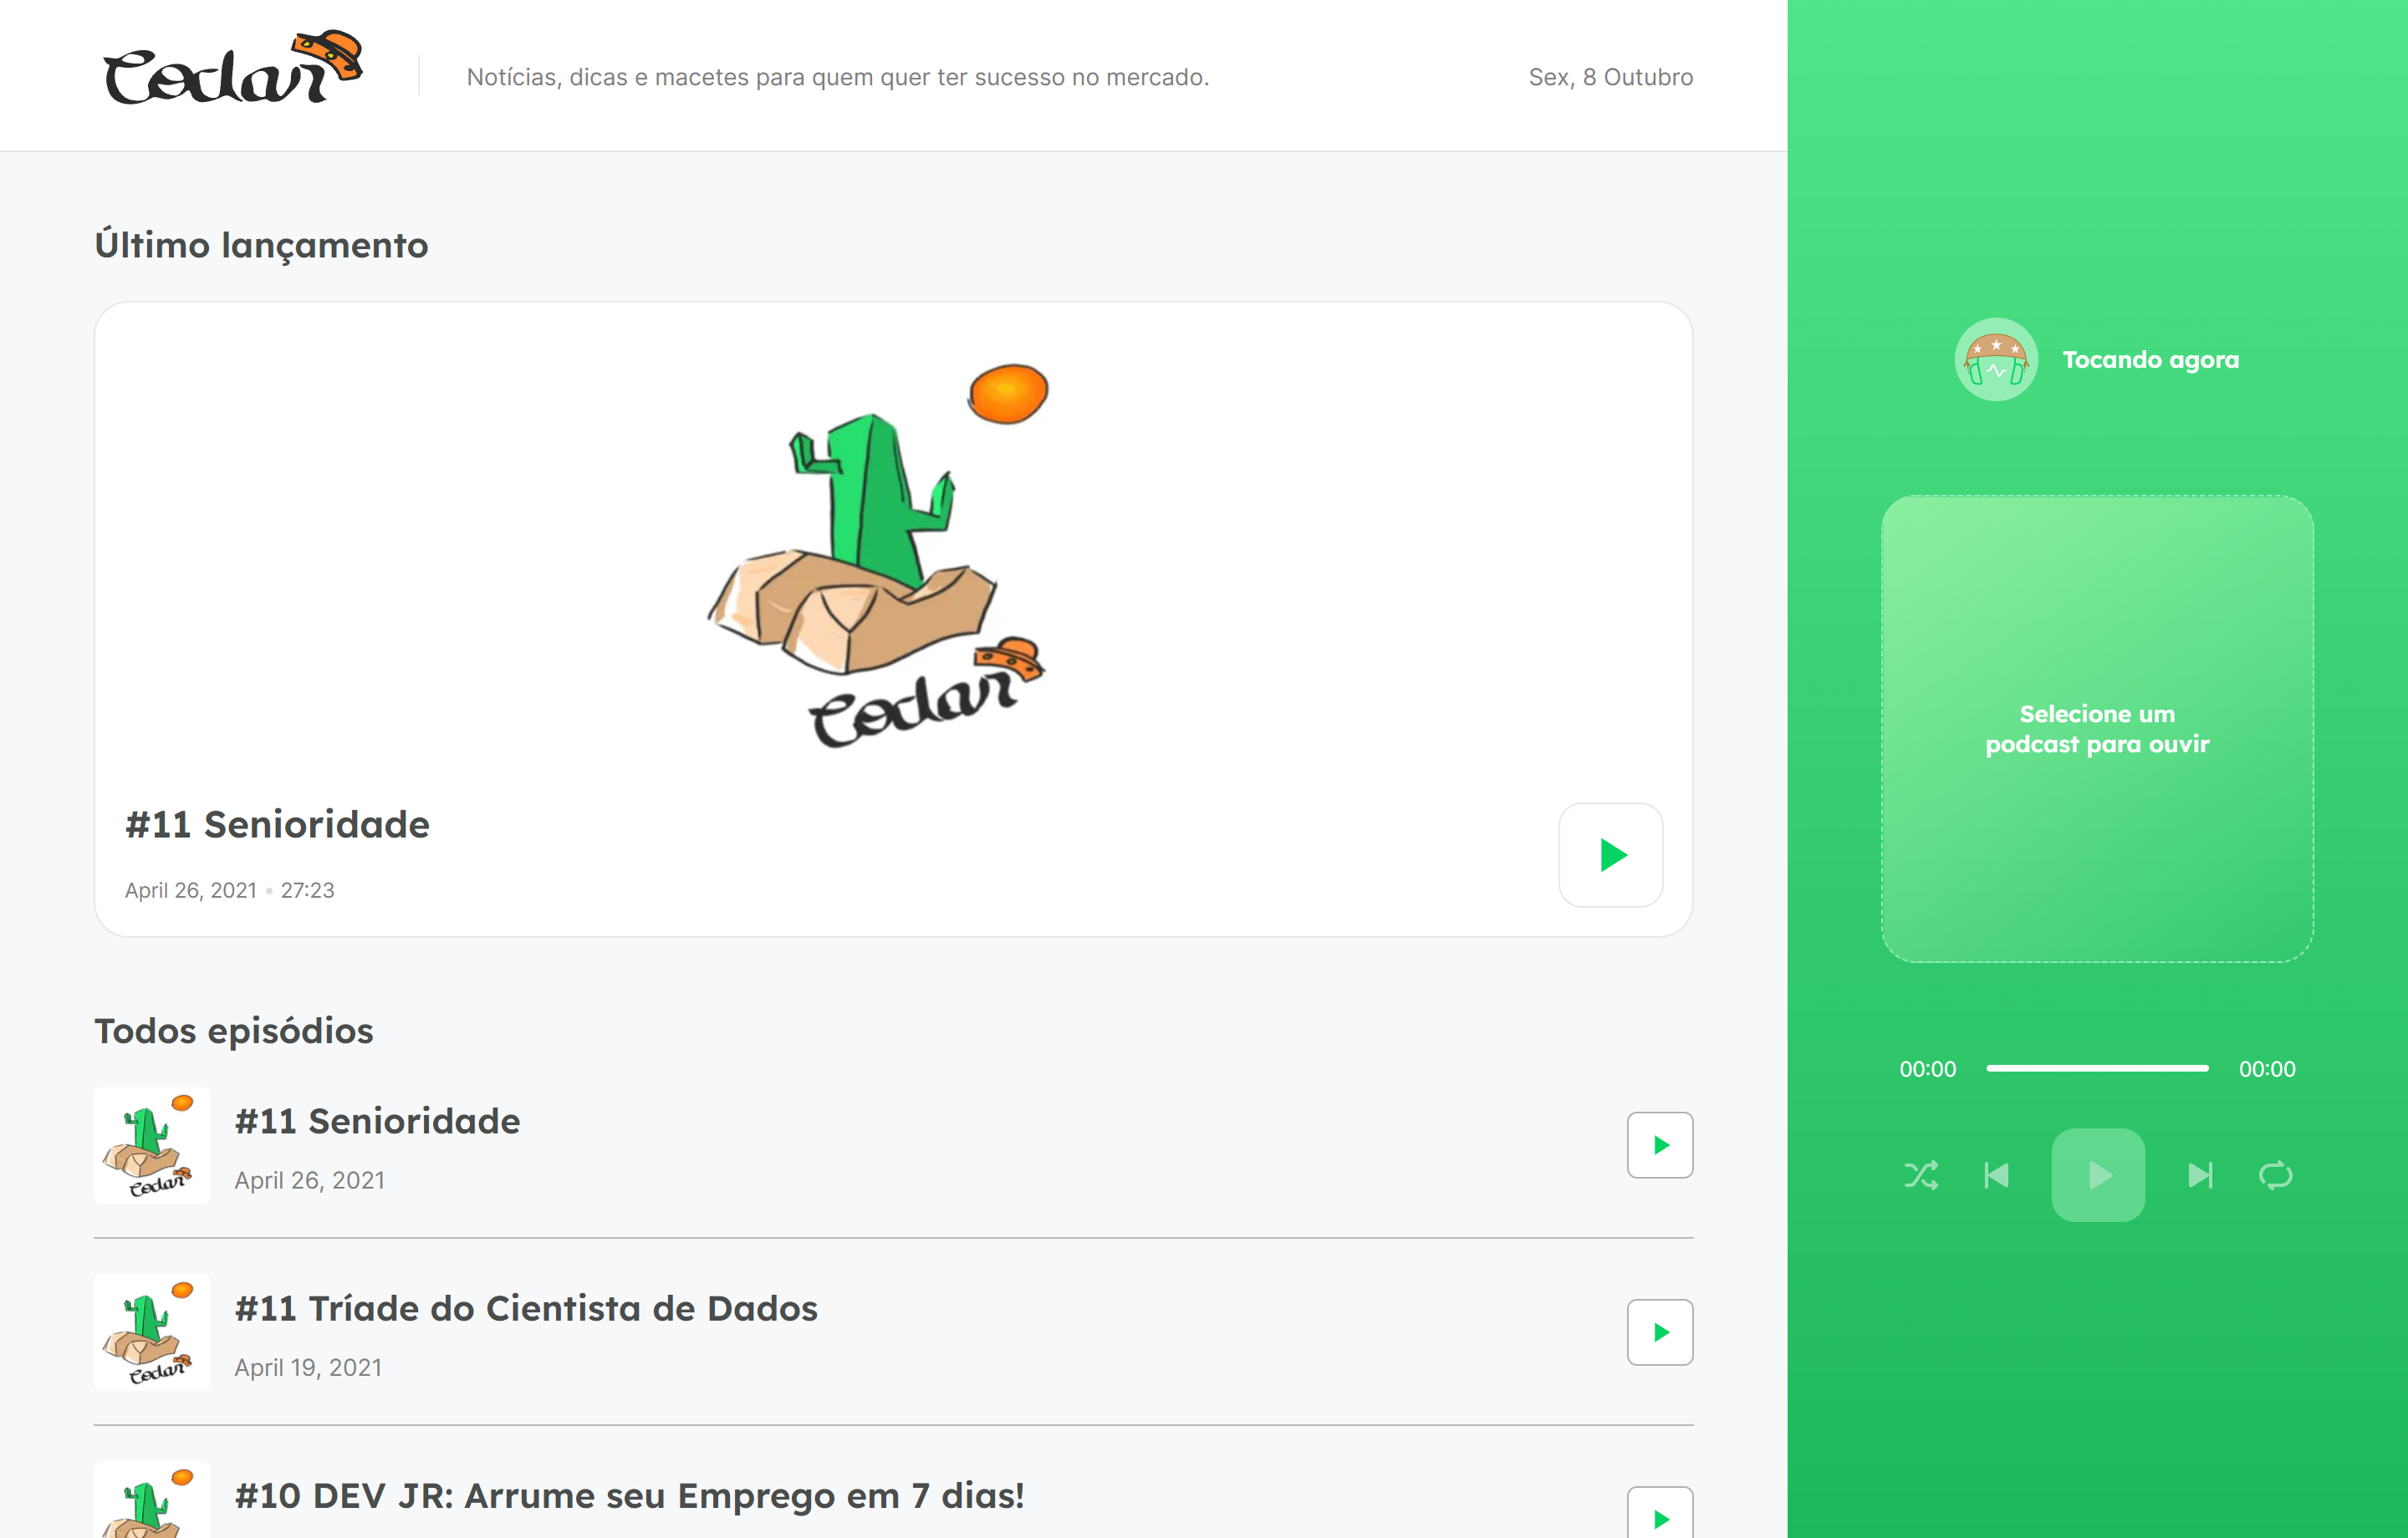 Codar
Notícias, dicas e macetes para quem quer ter sucesso no mercado.
Sex, 8 Outubro
Último lançamento
Codar
#11 Senioridade
April 26, 2021 • 27:23
Todos episódios
Codar
#11 Senioridade
April 26, 2021
Codar
#11 Tríade do Cientista de Dados
April 19, 2021
#10 DEV JR: Arrume seu Emprego em 7 dias!
Tocando agora
Selecione um
podcast para ouvir
00:00
00:00